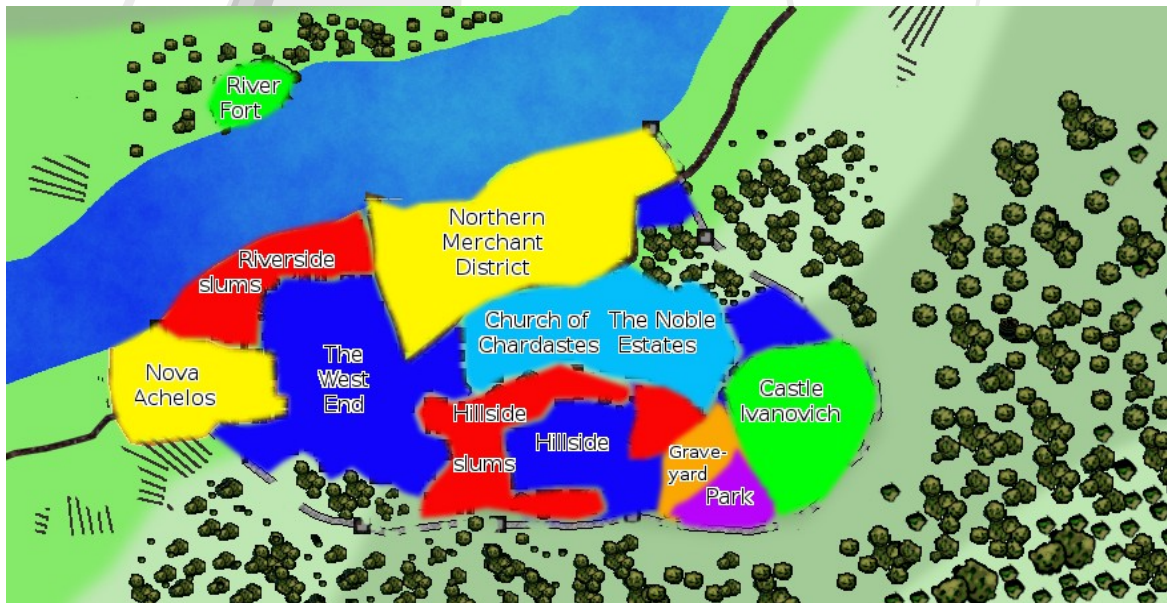 River
Fort
Northern
Merchant
District
Riverside
slums
Church of
Chardastes
The Noble
Estates
The
West
End
Nova
Achelos
Castle
Ivanovich
Hillside
slums
Hillside
Grave-
yard
Park